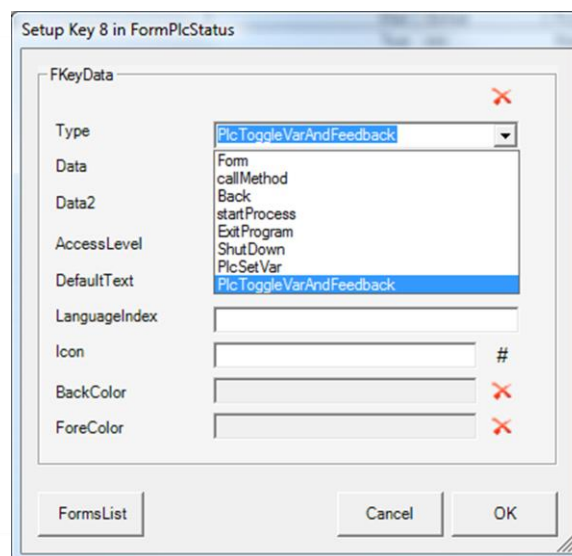 Setup Key 8 in FormPlcStatus
FKeyData
Type
PlcToggleVarAndFeedback
Form
callMethod
Back
startProcess
ExitProgram
ShutDown
PlcSetVar
PlcToggleVarAndFeedback
Data
Data2
AccessLevel
DefaultText
LanguageIndex
Icon
#
BackColor
ForeColor
FormsList
Cancel
OK